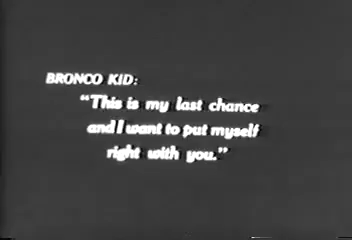 BRONCO KID:
"This is my last chance
and I want to put myself
right with you."